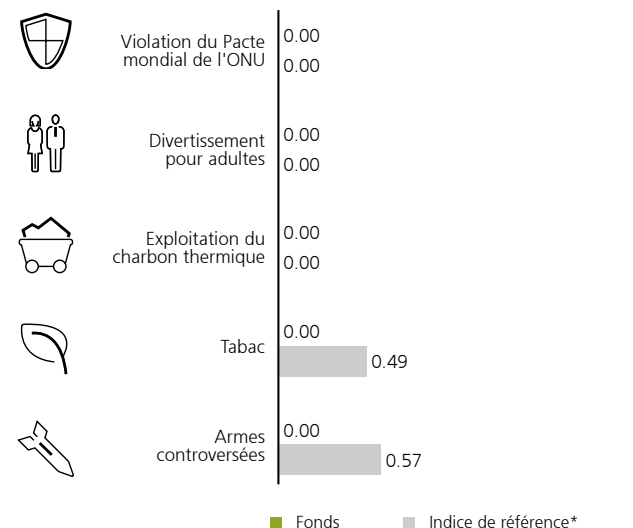 Violation du Pacte
mondial de l'ONU
0.00
0.00
Divertissement
pour adultes
0.00
0.00
Exploitation du
charbon thermique
0.00
0.00
Tabac
0.00
0.49
Armes
controversées
0.00
0.57
Fonds
Indice de référence*